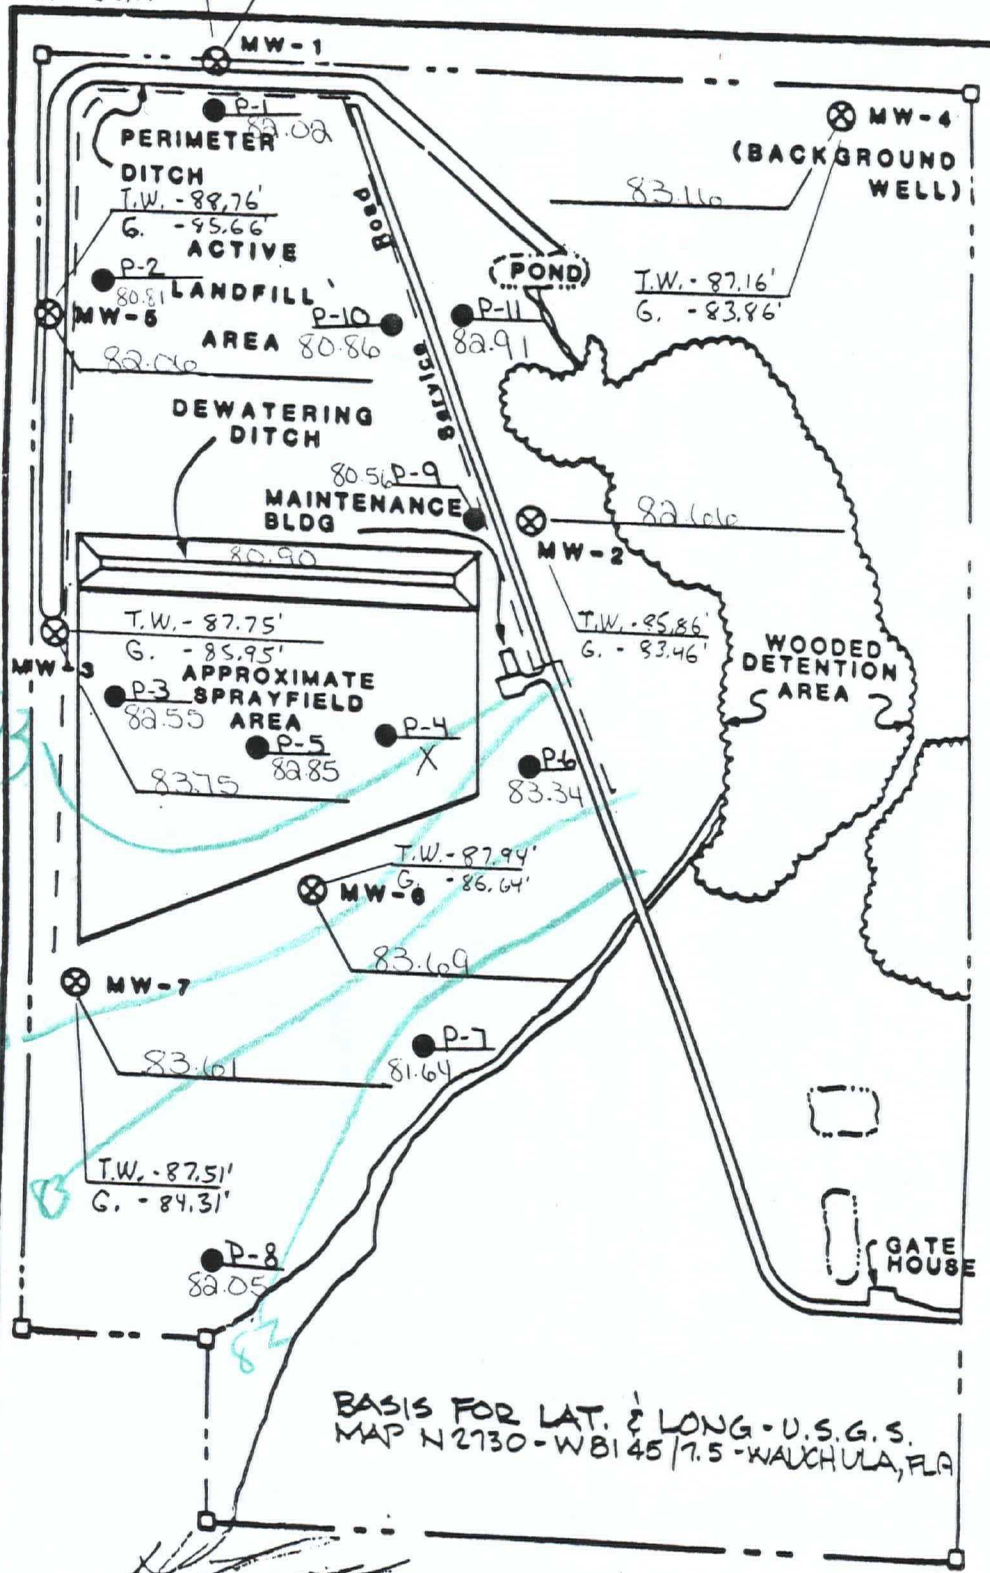 MW-1
P-1
82.02
MW-4
(BACKGROUND
WELL)
83.16
T.W. - 87.16'
G. - 83.86'
PERIMETER
DITCH
T.W. - 88.76'
G. - 85.66'
ACTIVE
LANDFILL
AREA
P-2
80.81
MW-5
82.06
P-10
80.86
Road
Service
(POND)
P-11
82.91
DEWATERING
DITCH
80.56 P-9
MAINTENANCE
BLDG
80.90
82.66
MW-2
T.W. - 85.86'
G. - 83.46'
T.W. - 87.75'
G. - 85.95'
MW-3
APPROXIMATE
SPRAYFIELD
AREA
P-3
82.55
P-5
82.85
P-4
X
83.75
P-6
83.34
WOODED
DETENTION
AREA
T.W. - 87.94'
G. - 86.64'
MW-6
83.69
MW-7
83.61
P-7
81.64
T.W. - 87.51'
G. - 84.31'
83
P-8
82.05
82
GATE
HOUSE
BASIS FOR LAT. & LONG - U.S.G.S.
MAP N2730-W8145/7.5 - WAUCHULA, FLA